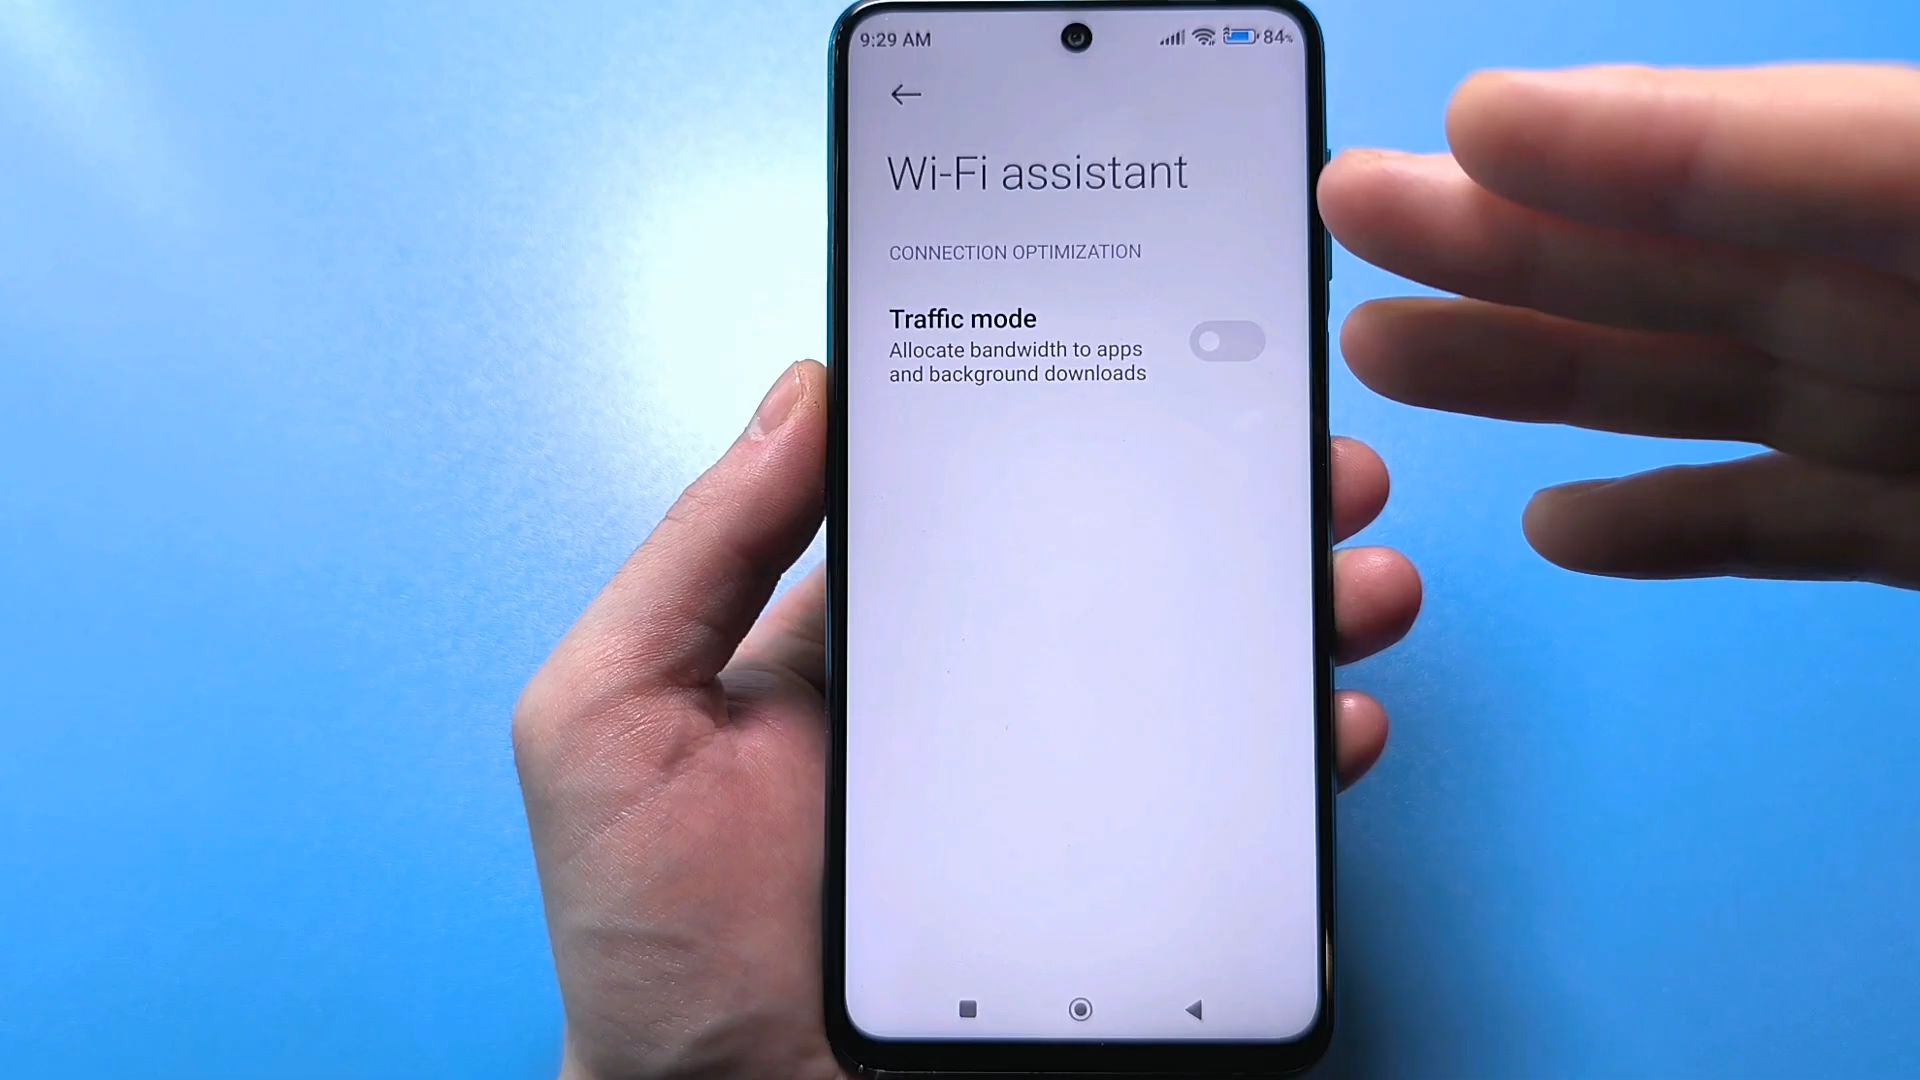 9:29 AM
84%
Wi-Fi assistant
CONNECTION OPTIMIZATION
Traffic mode
Allocate bandwidth to apps
and background downloads